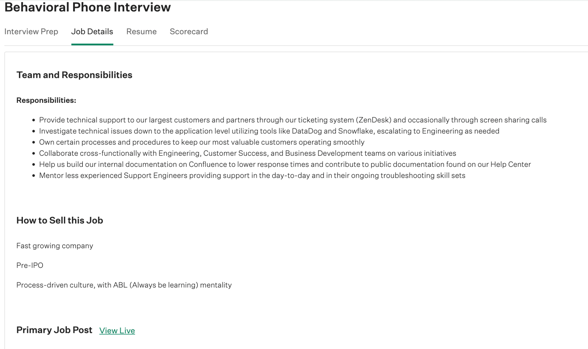 Behavioral Phone Interview
Interview Prep Job Details Resume Scorecard
Team and Responsibilities
Responsibilities:
• Provide technical support to our largest customers and partners through our ticketing system (ZenDesk) and occasionally through screen sharing calls
• Investigate technical issues down to the application level utilizing tools like DataDog and Snowflake, escalating to Engineering as needed
• Own certain processes and procedures to keep our most valuable customers operating smoothly
• Collaborate cross-functionally with Engineering, Customer Success, and Business Development teams on various initiatives
• Help us build our internal documentation on Confluence to lower response times and contribute to public documentation found on our Help Center
• Mentor less experienced Support Engineers providing support in the day-to-day and in their ongoing troubleshooting skill sets
How to Sell this Job
Fast growing company
Pre-IPO
Process-driven culture, with ABL (Always be learning) mentality
Primary Job Post View Live